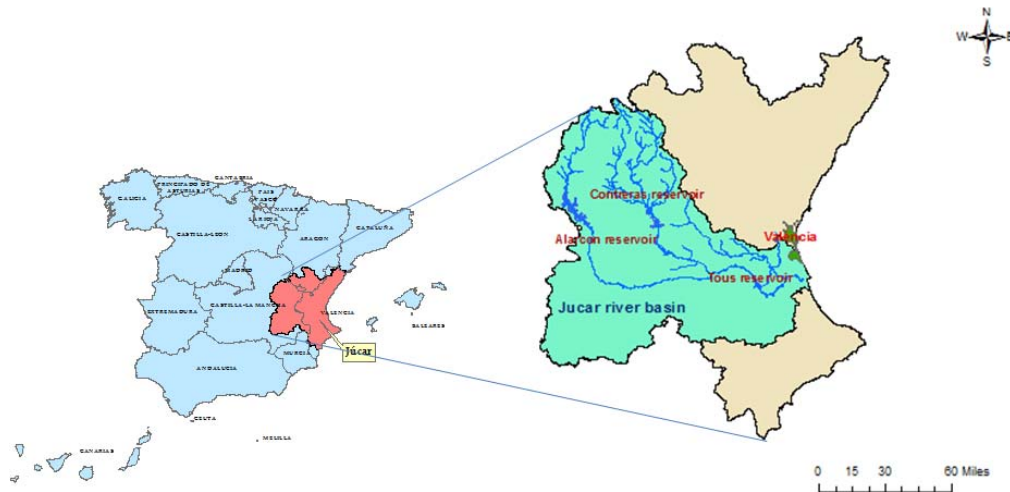 N
W E
S
CANTABRIA
PRINCIPADO DE
ASTURIAS
PAIS
VASCO
GALICIA
NAVARRA
LA RIOJA
CATALUÑA
CASTILLA-LEON
ARAGON
MADRID
CASTILLA-LA MANCHA
EXTREMADURA
VALENCIA
BALEARES
Júcar
MURCIA
ANDALUCIA
CEUTA
MELILLA
CANARIAS
Contreras reservoir
Valencia
Alarcon reservoir
Tous reservoir
Jucar river basin
0 15 30 60 Miles